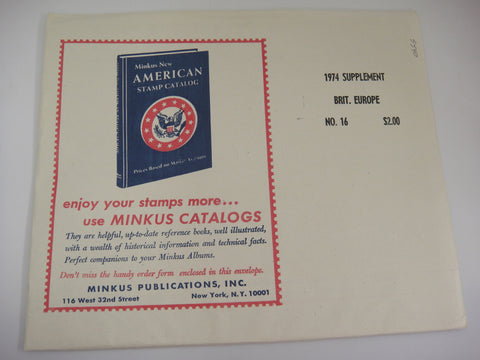 Minkus New
AMERICAN
STAMP CATALOG
Prices Based on Market Values
enjoy your stamps more...
use MINKUS CATALOGS
They are helpful, up-to-date reference books, well illustrated,
with a wealth of historical information and technical facts.
Perfect companions to your Minkus Albums.
Don't miss the handy order form enclosed in this envelope.
MINKUS PUBLICATIONS, INC.
116 West 32nd Street New York, N.Y. 10001
1974 SUPPLEMENT
BRIT. EUROPE
NO. 16 $2.00